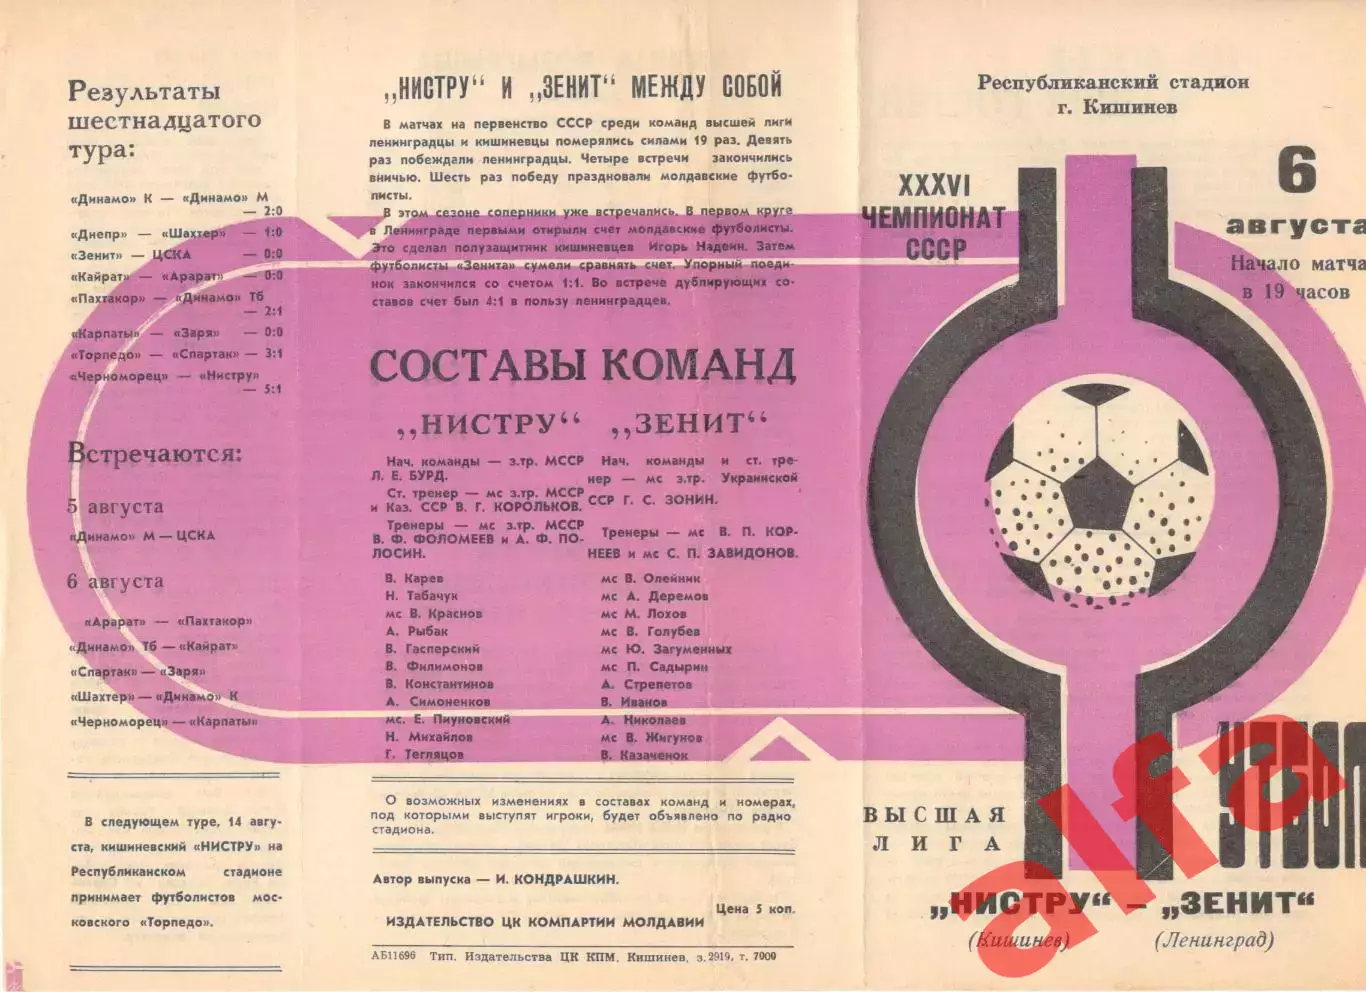 Результаты
шестнадцатого
тура:
«Динамо» К — «Динамо» М
— 2:0
«Днепр» — «Шахтер» — 1:0
«Зенит» — ЦСКА — 0:0
«Кайрат» — «Арарат» — 0:0
«Пахтакор» — «Динамо» Тб
— 2:1
«Карпаты» — «Заря» — 0:0
«Торпедо» — «Спартак» — 3:1
«Черноморец» — «Нистру»
— 5:1
Встречаются:
5 августа
«Динамо» М — ЦСКА
6 августа
«Арарат» — «Пахтакор»
«Динамо» Тб — «Кайрат»
«Спартак» — «Заря»
«Шахтер» — «Динамо» К
«Черноморец» — «Карпаты»
В следующем туре, 14 авгу-
ста, кишиневский «НИСТРУ» на
Республиканском стадионе
принимает футболистов мос-
ковского «Торпедо».
„НИСТРУ“ И „ЗЕНИТ“ МЕЖДУ СОБОЙ
В матчах на первенство СССР среди команд высшей лиги
ленинградцы и кишиневцы померялись силами 19 раз. Девять
раз побеждали ленинградцы. Четыре встречи закончились
вничью. Шесть раз победу праздновали молдавские футбо-
листы.
В этом сезоне соперники уже встречались. В первом круге
в Ленинграде первыми отирыли счет молдавские футболисты.
Это сделал полузащитник кишиневцев Игорь Надеин. Затем
футболисты «Зенита» сумели сравнять счет. Упорный поеди-
нок закончился со счетом 1:1. Во встрече дублирующих со-
ставов счет был 4:1 в пользу ленинградцев.
СОСТАВЫ КОМАНД
„НИСТРУ“ „ЗЕНИТ“
Нач. команды — з.тр. МССР
Л. Е. БУРД.
Ст. тренер — мс з.тр. МССР
и Каз. ССР В. Г. КОРОЛЬКОВ.
Тренеры — мс з.тр. МССР
В. Ф. ФОЛОМЕЕВ и А. Ф. ПО-
ЛОСИН.
В. Карев
Н. Табачук
мс В. Краснов
А. Рыбак
В. Гасперский
В. Филимонов
В. Константинов
А. Симоненков
мс. Е. Пиуновский
Н. Михайлов
Г. Тегляцов
Нач. команды и ст. тре-
нер — мс з.тр. Украинской
ССР Г. С. ЗОНИН.
Тренеры — мс В. П. КОР-
НЕЕВ и мс С. П. ЗАВИДОНОВ.
мс В. Олейник
мс А. Деремов
мс М. Лохов
мс В. Голубев
мс Ю. Загуменных
мс П. Садырин
А. Стрепетов
В. Иванов
А. Николаев
мс В. Жигунов
В. Казаченок
О возможных изменениях в составах команд и номерах,
под которыми выступят игроки, будет объявлено по радио
стадиона.
Автор выпуска — И. КОНДРАШКИН.
Цена 5 коп.
ИЗДАТЕЛЬСТВО ЦК КОМПАРТИИ МОЛДАВИИ
АБ11696 Тип. Издательства ЦК КПМ, Кишинев, з.2919, т. 7000
Республиканский стадион
г. Кишинев
XXXVI
ЧЕМПИОНАТ
СССР
6
августа
Начало матча
в 19 часов
ВЫСШАЯ
ЛИГА
ФУТБОЛ
„НИСТРУ“ — „ЗЕНИТ“
(Кишинев) (Ленинград)
alfa